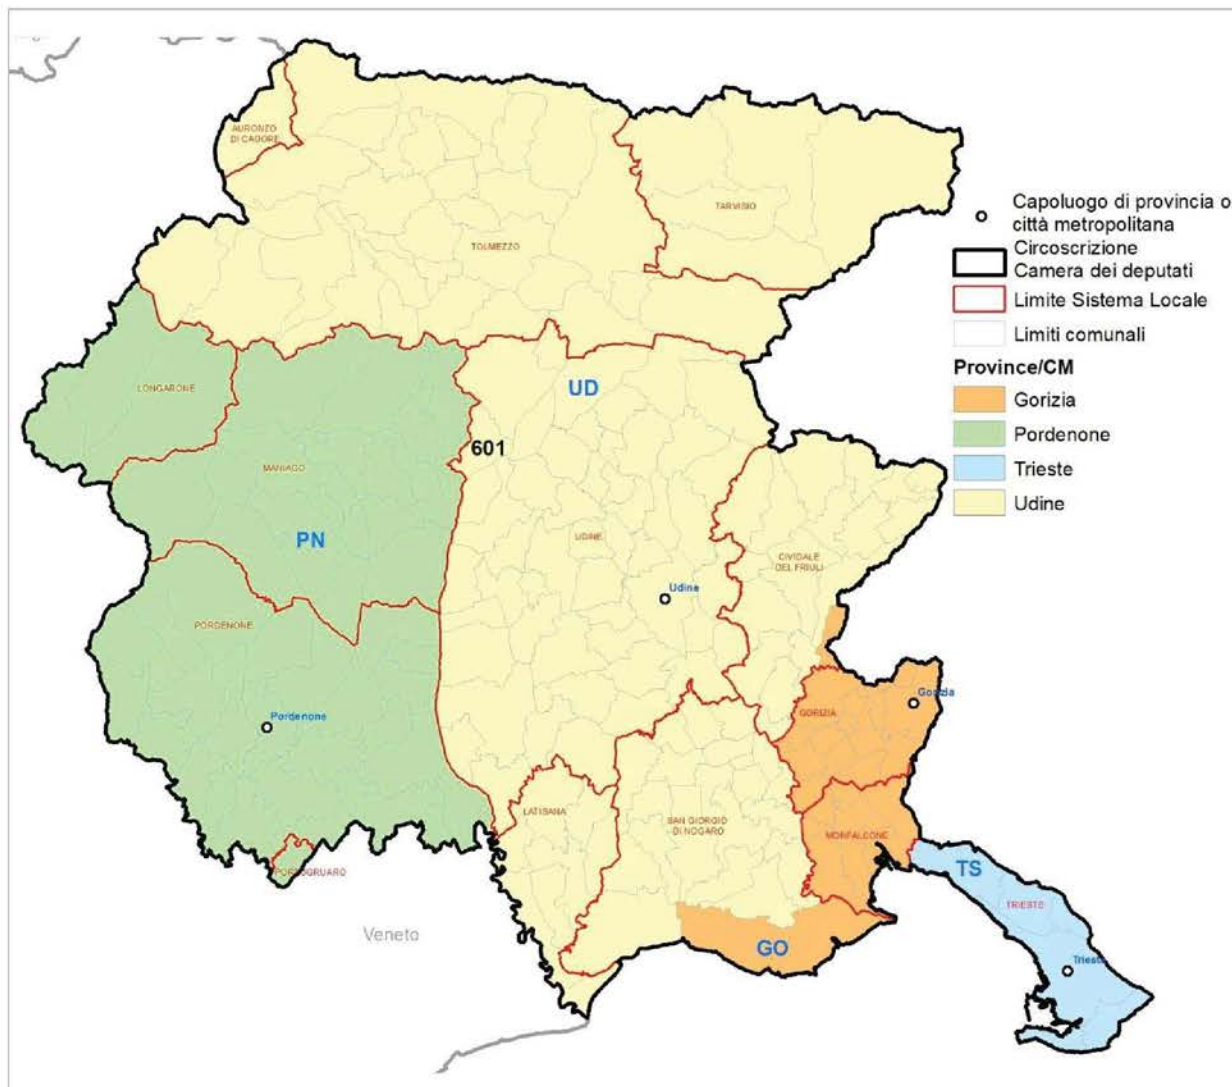 AURONZO
DI CADORE
TARVISIO
TOLMEZZO
Capoluogo di provincia o
città metropolitana
Circoscrizione
Camera dei deputati
Limite Sistema Locale
Limiti comunali
Province/CM
Gorizia
Pordenone
Trieste
Udine
LONGARONE
UD
601
MANIAGO
PN
UDINE
CIVIDALE
DEL FRIULI
Udine
PORDENONE
Pordenone
Gorizia
GORIZIA
LATISANA
SAN GIORGIO
DI NOGARO
MONFALCONE
PORTOGRUARO
TS
TRIESTE
Veneto
GO
Trieste